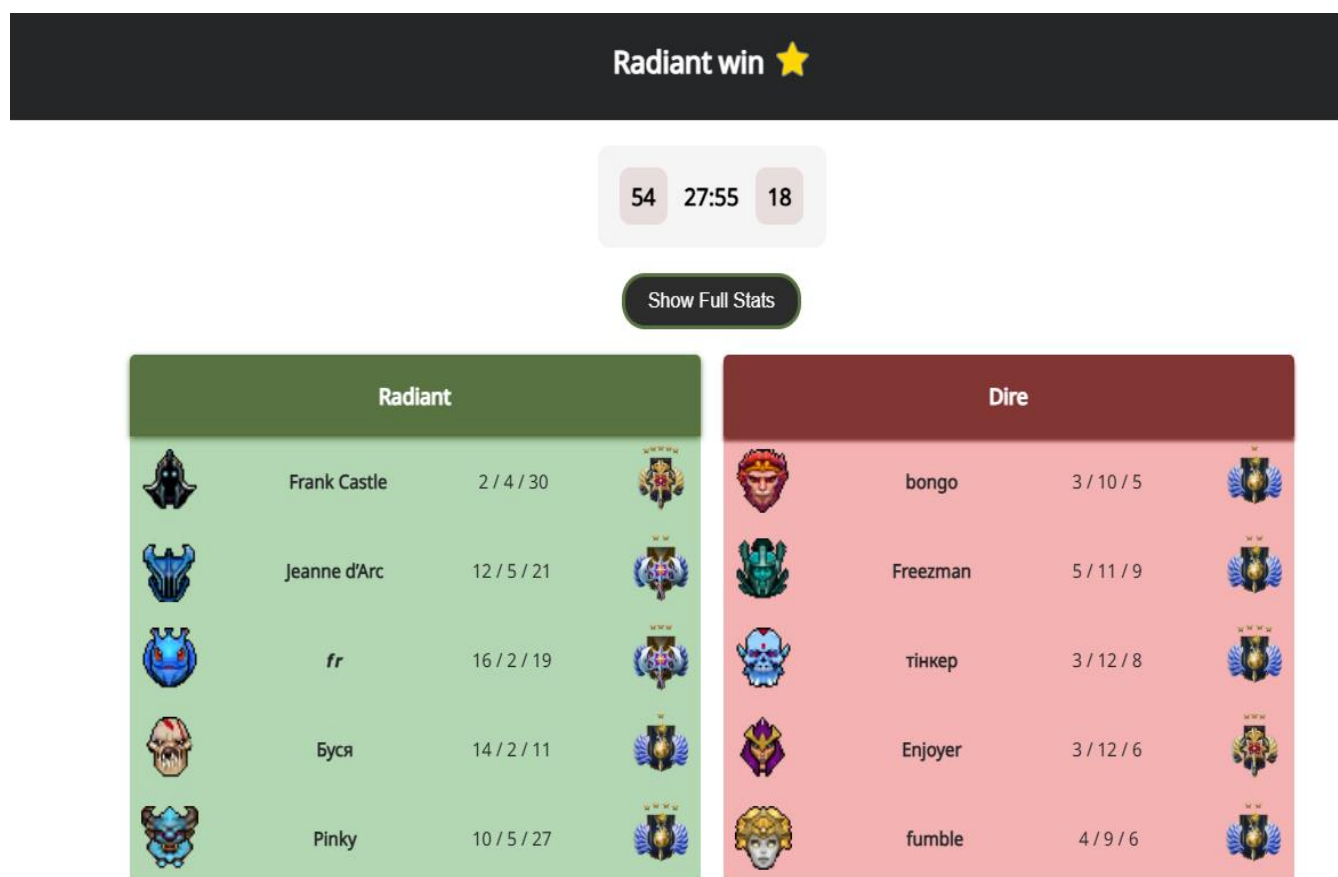 Radiant win
54 27:55 18
Show Full Stats
Radiant
Frank Castle 2 / 4 / 30
Jeanne d'Arc 12 / 5 / 21
fr 16 / 2 / 19
Буся 14 / 2 / 11
Pinky 10 / 5 / 27
Dire
bongo 3 / 10 / 5
Freezman 5 / 11 / 9
тінкер 3 / 12 / 8
Enjoyer 3 / 12 / 6
fumble 4 / 9 / 6